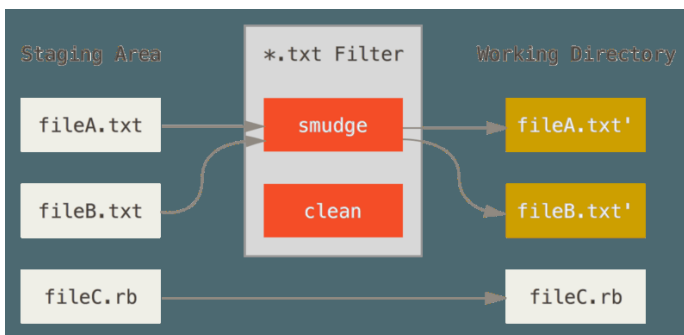 Staging Area
*.txt Filter
Working Directory
fileA.txt
smudge
fileA.txt'
fileB.txt
clean
fileB.txt'
fileC.rb
fileC.rb